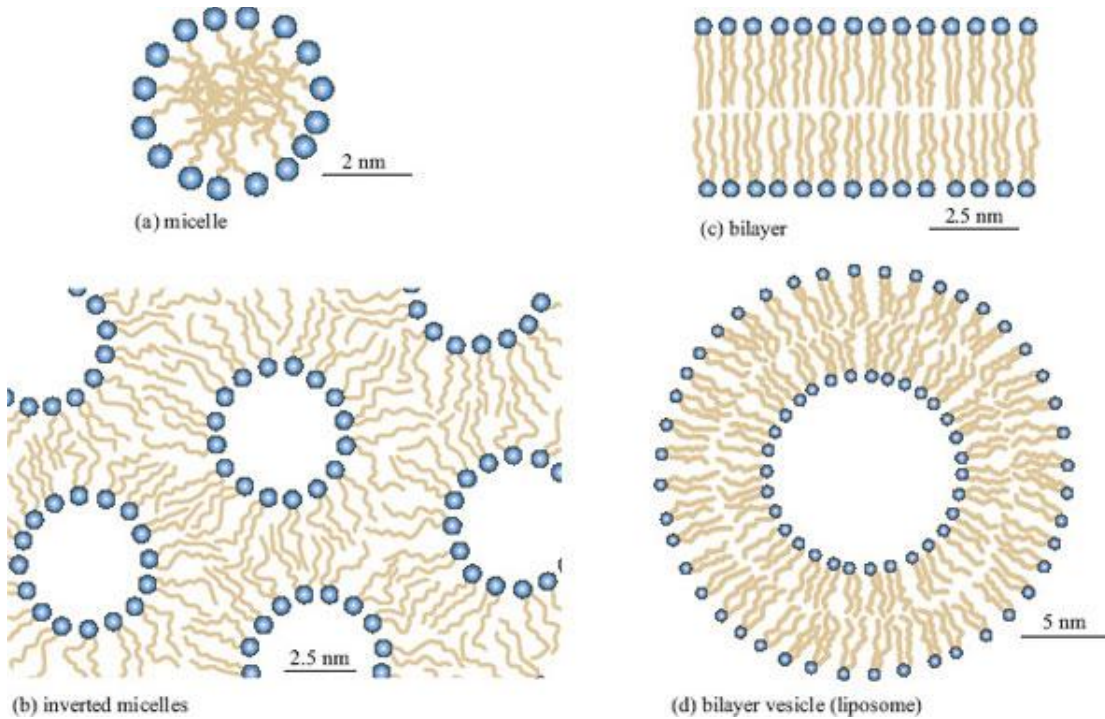 2 nm
(a) micelle
(c) bilayer
2.5 nm
2.5 nm
(b) inverted micelles
5 nm
(d) bilayer vesicle (liposome)